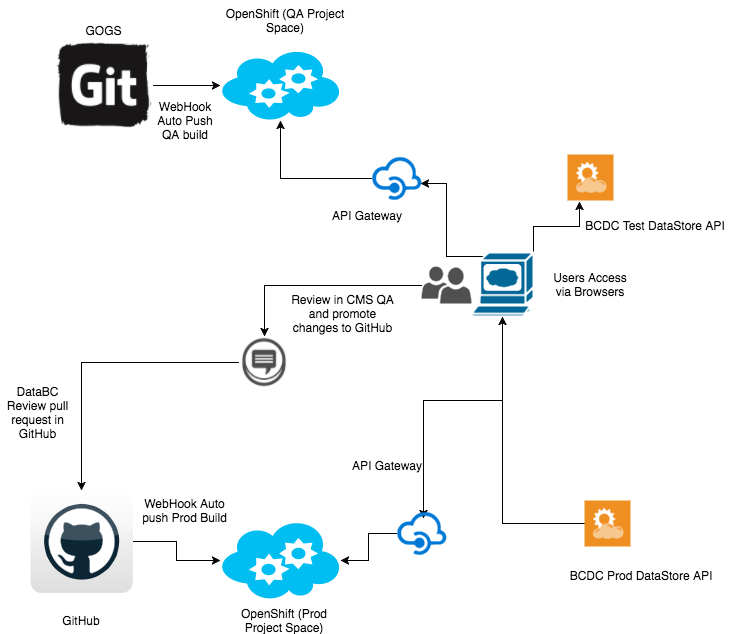 OpenShift (QA Project
Space)
GOGS
Git
WebHook
Auto Push
QA build
API Gateway
BCDC Test DataStore API
Users Access
via Browsers
Review in CMS QA
and promote
changes to GitHub
DataBC
Review pull
request in
GitHub
API Gateway
WebHook Auto
push Prod Build
BCDC Prod DataStore API
OpenShift (Prod
Project Space)
GitHub